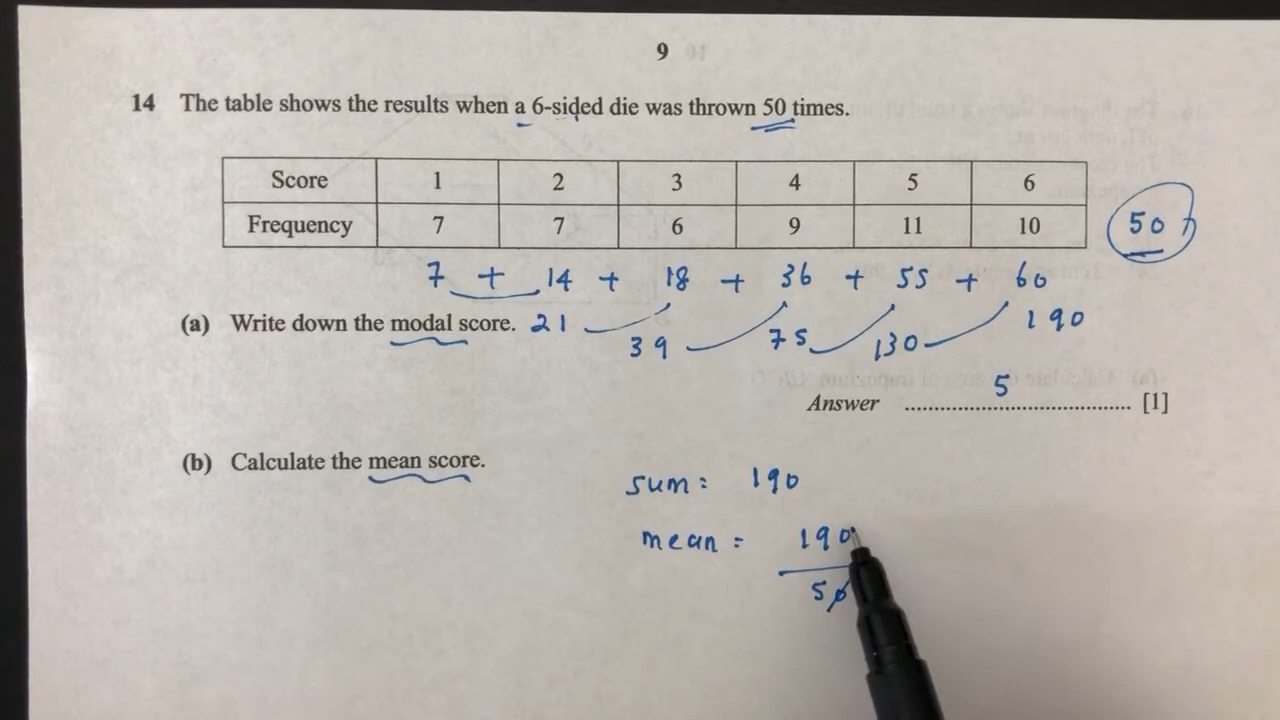 9
14 The table shows the results when a 6-sided die was thrown 50 times.
Score 1 2 3 4 5 6
Frequency 7 7 6 9 11 10 50
7 + 14 + 18 + 36 + 55 + 60
(a) Write down the modal score. 21 39 75 130 190
5
Answer ........................................ [1]
(b) Calculate the mean score.
sum: 190
mean = 190
50